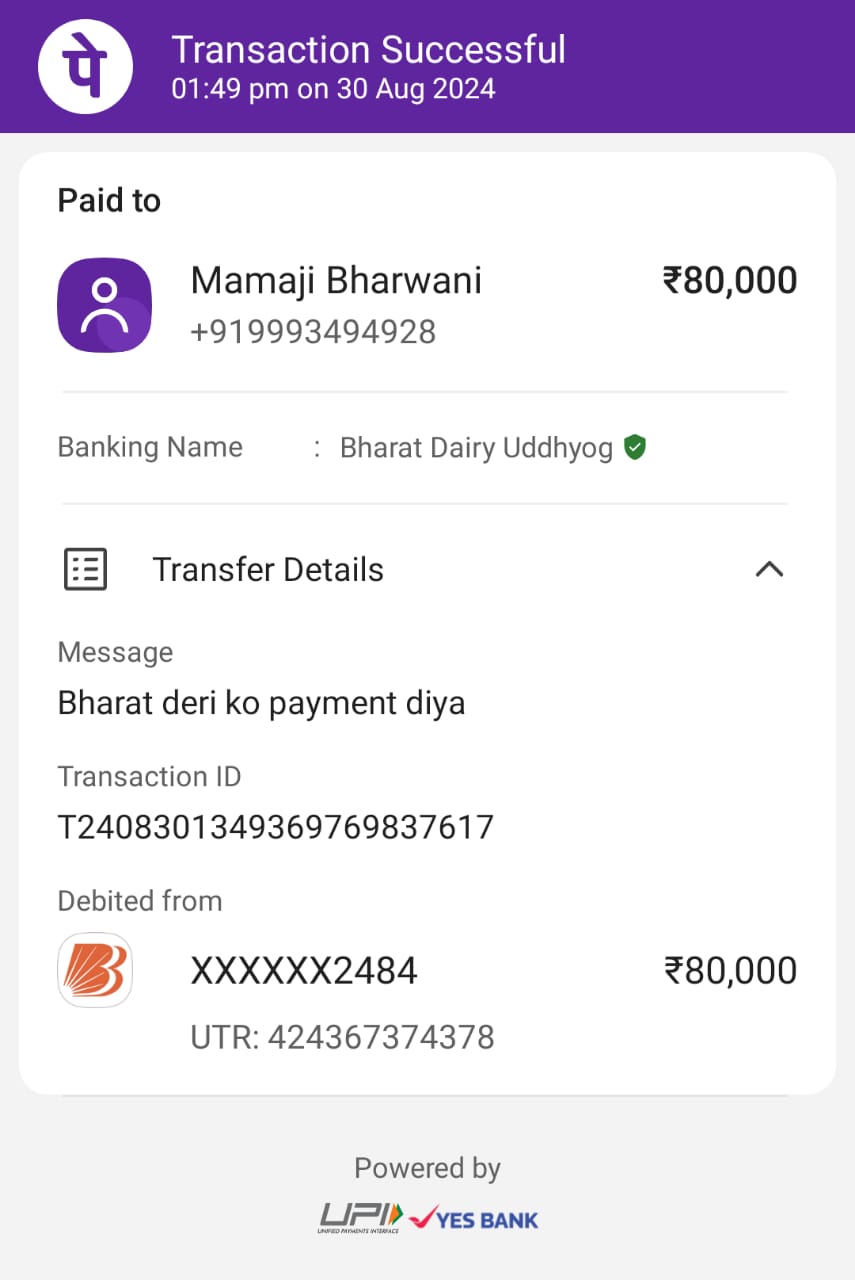 पे
Transaction Successful
01:49 pm on 30 Aug 2024
Paid to
Mamaji Bharwani ₹80,000
+919993494928
Banking Name : Bharat Dairy Uddhyog
Transfer Details
Message
Bharat deri ko payment diya
Transaction ID
T2408301349369769837617
Debited from
XXXXXX2484 ₹80,000
UTR: 424367374378
Powered by
UPI YES BANK
UNIFIED PAYMENTS INTERFACE